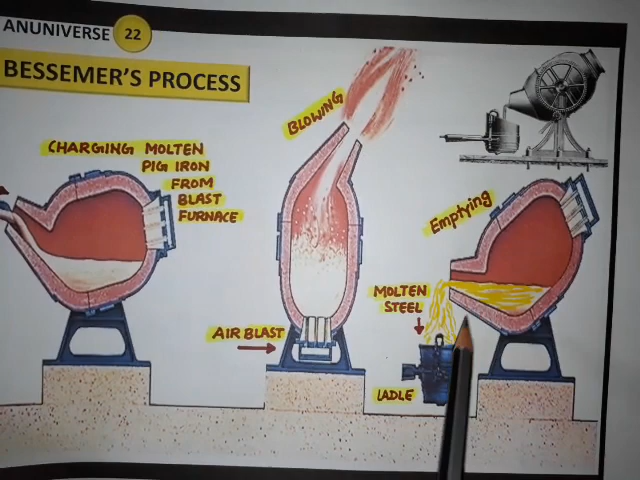 ANUNIVERSE 22
BESSEMER'S PROCESS
CHARGING MOLTEN
PIG IRON
FROM
BLAST
FURNACE
BLOWING
AIR BLAST
Emptying
MOLTEN
STEEL
LADLE